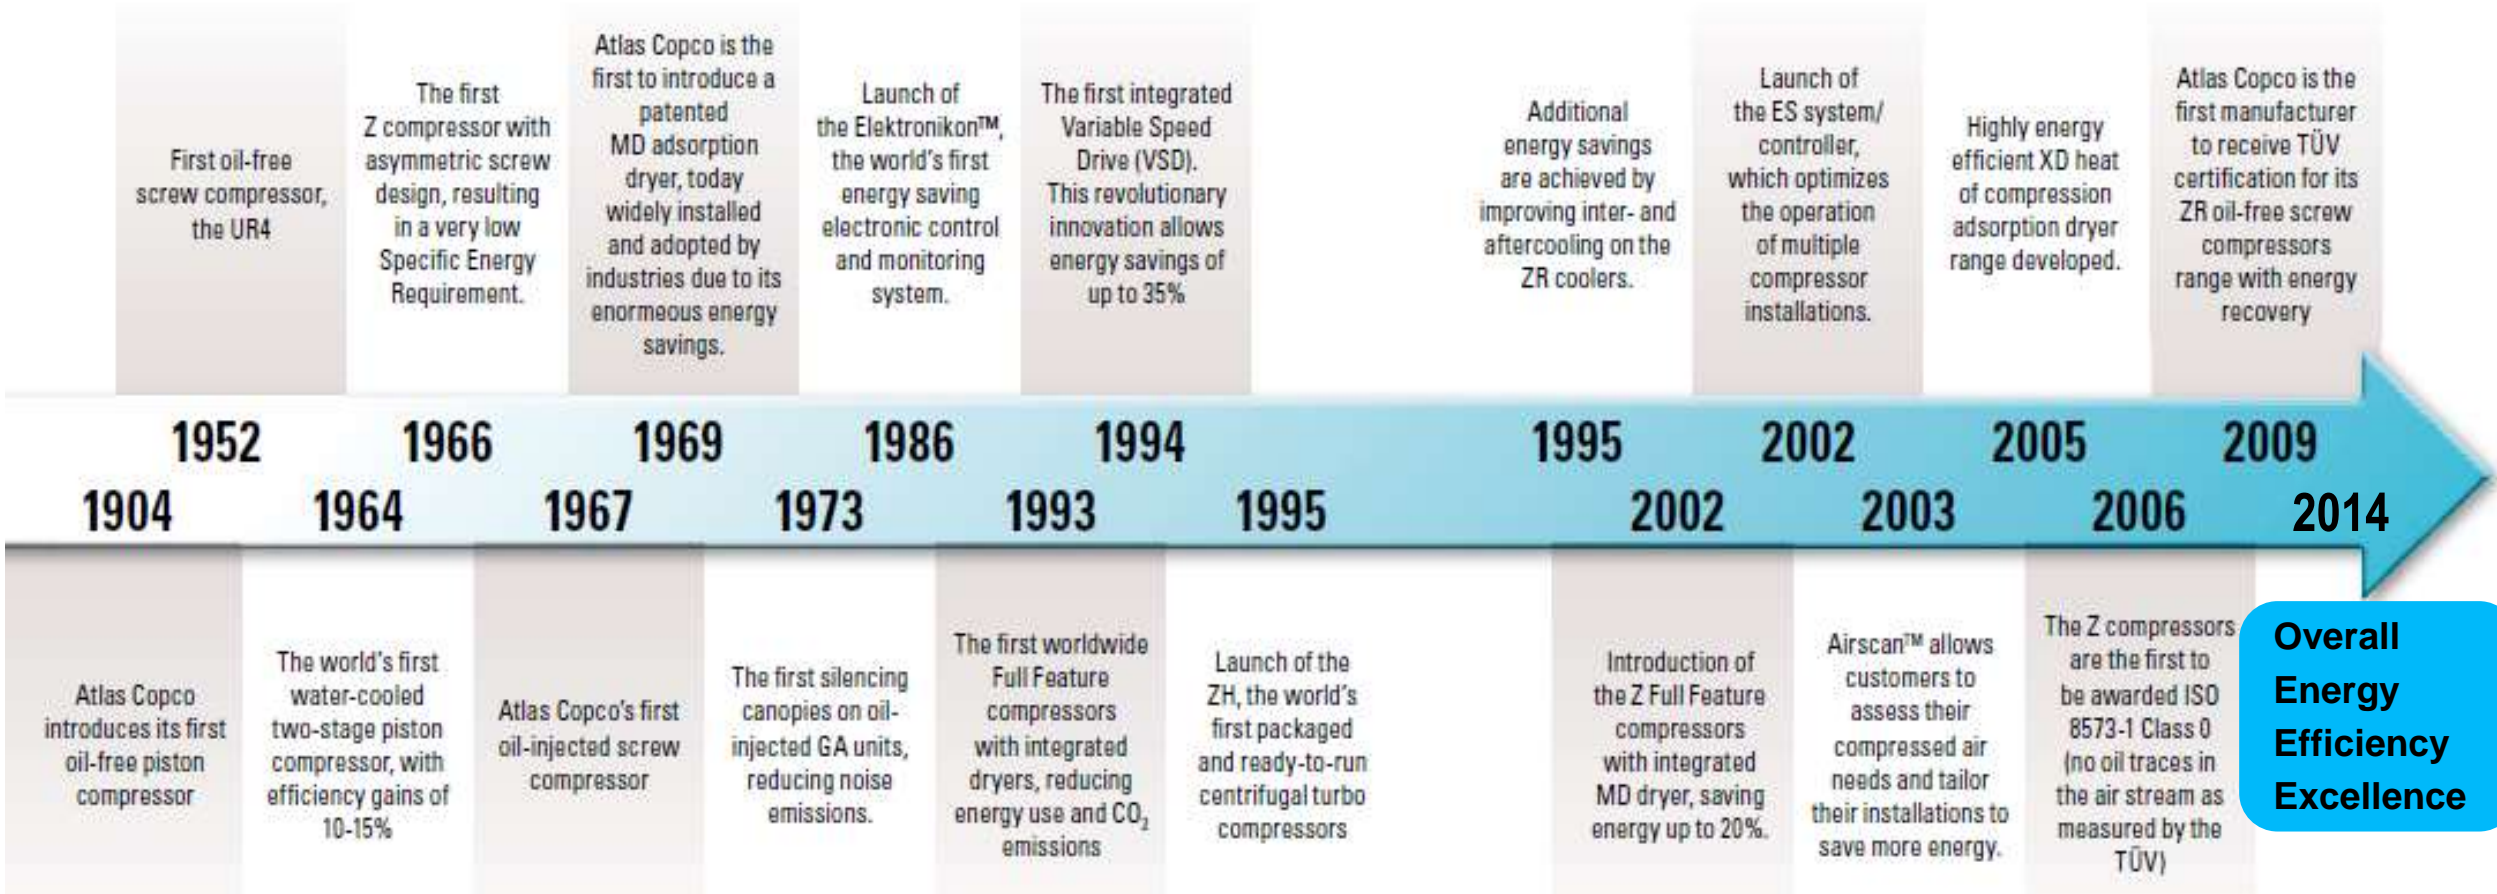 First oil-free
screw compressor,
the UR4
The first
Z compressor with
asymmetric screw
design, resulting
in a very low
Specific Energy
Requirement.
Atlas Copco is the
first to introduce a
patented
MD adsorption
dryer, today
widely installed
and adopted by
industries due to its
enormeous energy
savings.
Launch of
the Elektronikon™,
the world's first
energy saving
electronic control
and monitoring
system.
The first integrated
Variable Speed
Drive (VSD).
This revolutionary
innovation allows
energy savings of
up to 35%
Additional
energy savings
are achieved by
improving inter- and
aftercooling on the
ZR coolers.
Launch of
the ES system/
controller,
which optimizes
the operation
of multiple
compressor
installations.
Highly energy
efficient XD heat
of compression
adsorption dryer
range developed.
Atlas Copco is the
first manufacturer
to receive TÜV
certification for its
ZR oil-free screw
compressors
range with energy
recovery
1952 1966 1969 1986 1994 1995 2002 2005 2009
1904 1964 1967 1973 1993 1995 2002 2003 2006 2014
Atlas Copco
introduces its first
oil-free piston
compressor
The world's first
water-cooled
two-stage piston
compressor, with
efficiency gains of
10-15%
Atlas Copco's first
oil-injected screw
compressor
The first silencing
canopies on oil-
injected GA units,
reducing noise
emissions.
The first worldwide
Full Feature
compressors
with integrated
dryers, reducing
energy use and CO₂
emissions
Launch of the
ZH, the world's
first packaged
and ready-to-run
centrifugal turbo
compressors
Introduction of
the Z Full Feature
compressors
with integrated
MD dryer, saving
energy up to 20%.
Airscan™ allows
customers to
assess their
compressed air
needs and tailor
their installations to
save more energy.
The Z compressors
are the first to
be awarded ISO
8573-1 Class 0
(no oil traces in
the air stream as
measured by the
TÜV)
Overall
Energy
Efficiency
Excellence